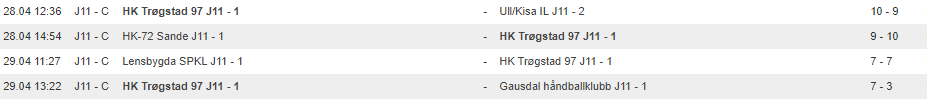 28.04 12:36 J11 - C HK Trøgstad 97 J11 - 1 - Ull/Kisa IL J11 - 2 10 - 9
28.04 14:54 J11 - C HK-72 Sande J11 - 1 - HK Trøgstad 97 J11 - 1 9 - 10
29.04 11:27 J11 - C Lensbygda SPKL J11 - 1 - HK Trøgstad 97 J11 - 1 7 - 7
29.04 13:22 J11 - C HK Trøgstad 97 J11 - 1 - Gausdal håndballklubb J11 - 1 7 - 3